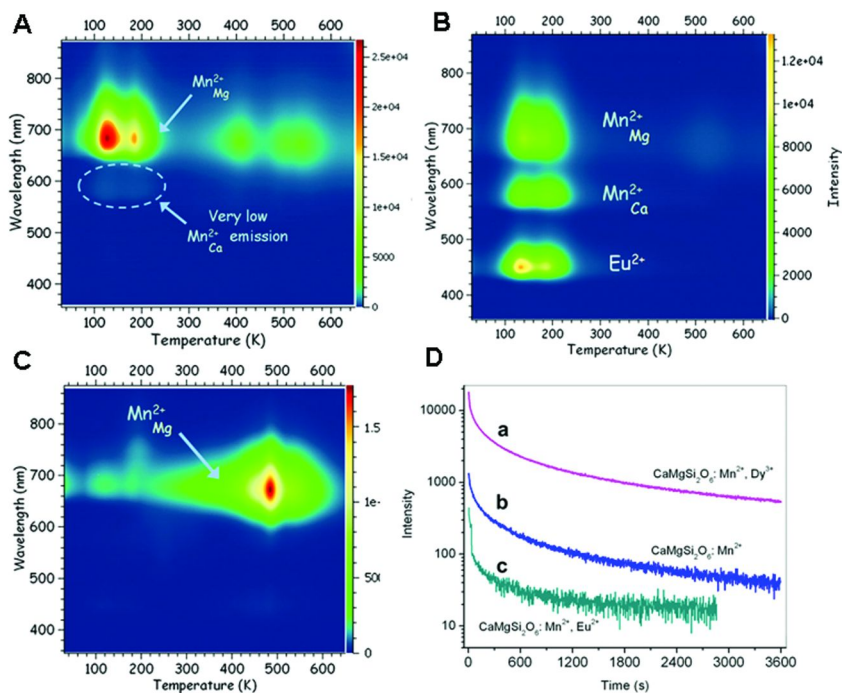 A
100 200 300 400 500 600
800
700
600
500
400
Wavelength (nm)
Mn2+ Mg
Very low
Mn2+ Ca emission
2.5e+04
2e+04
1.5e+04
1e+04
5000
0
100 200 300 400 500 600
Temperature (K)
B
100 200 300 400 500 600
800
700
600
500
400
Wavelength (nm)
Mn2+ Mg
Mn2+ Ca
Eu2+
1.2e+04
1e+04
8000
6000
4000
2000
0
Intensity
100 200 300 400 500 600
Temperature (K)
C
100 200 300 400 500 600
800
700
600
500
400
Wavelength (nm)
Mn2+ Mg
1.5
1e-
500
0
100 200 300 400 500 600
Temperature (K)
D
10000
1000
100
10
Intensity
a
CaMgSi2O6: Mn2+, Dy3+
b
CaMgSi2O6: Mn2+
c
CaMgSi2O6: Mn2+, Eu2+
0 600 1200 1800 2400 3000 3600
Time (s)